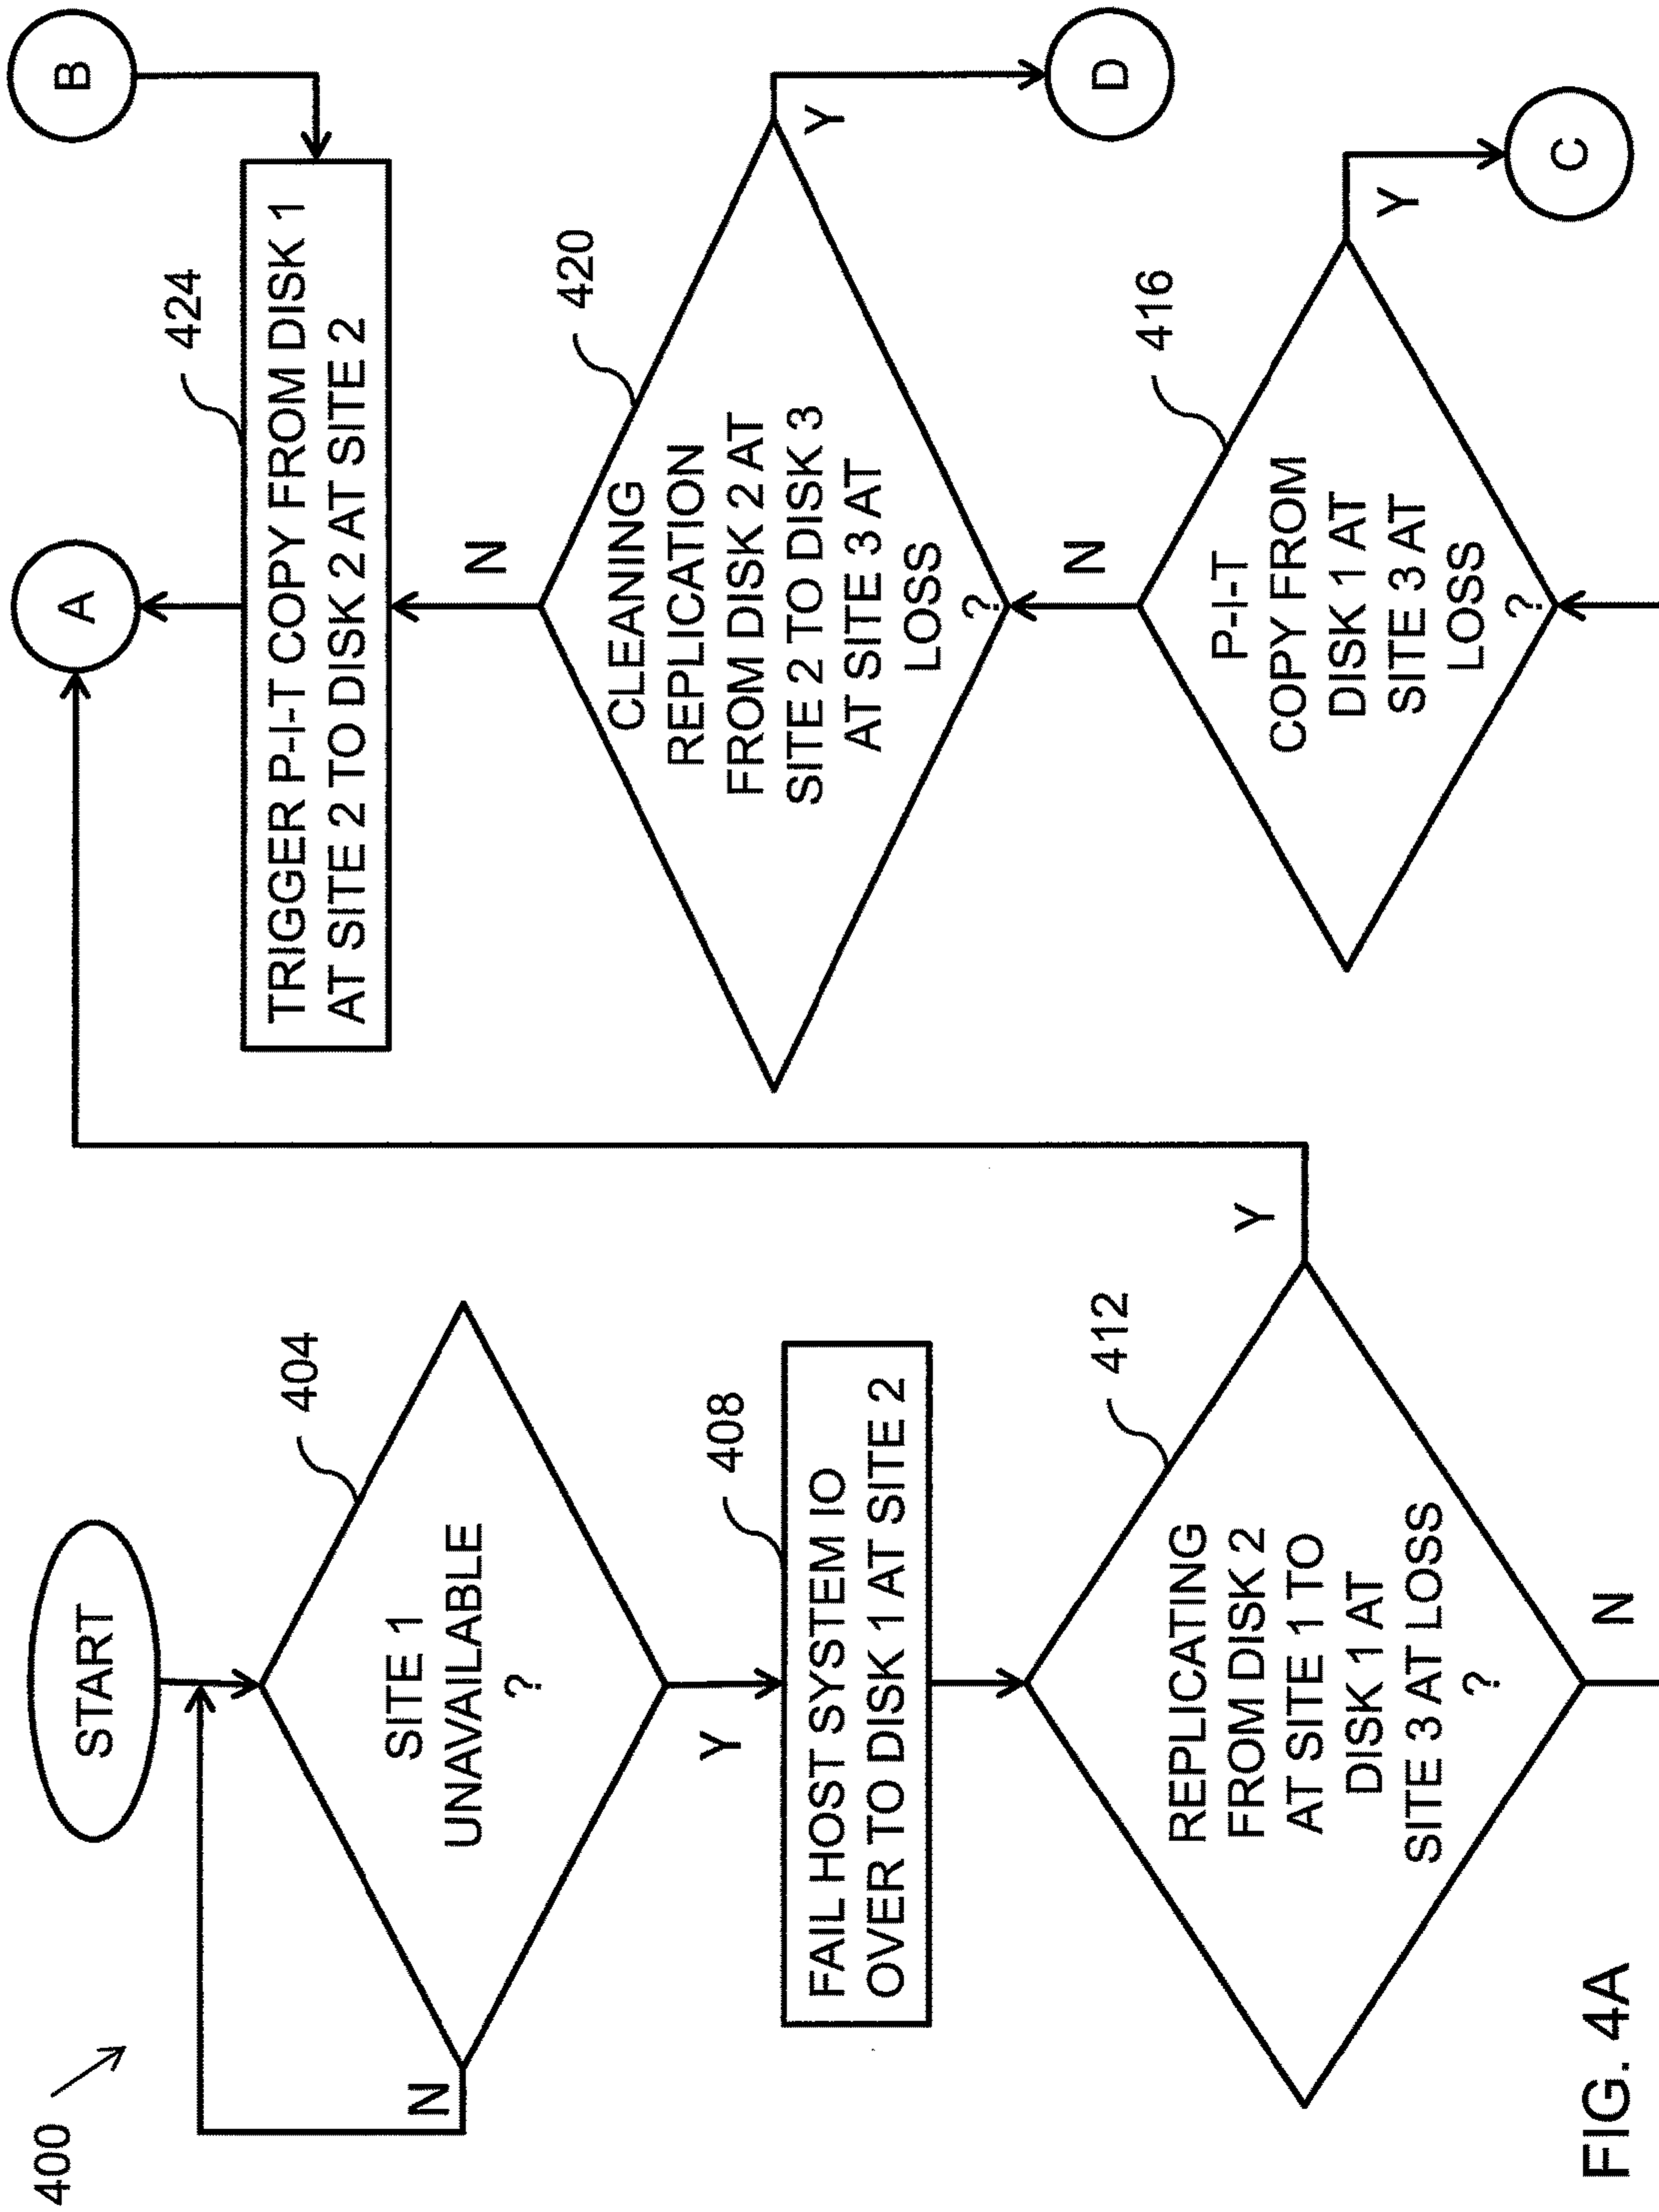 400
START
404
SITE 1
UNAVAILABLE
?
N
Y
408
FAIL HOST SYSTEM IO
OVER TO DISK 1 AT SITE 2
412
REPLICATING
FROM DISK 2
AT SITE 1 TO
DISK 1 AT
SITE 3 AT LOSS
?
Y
N
A
B
424
TRIGGER P-I-T COPY FROM DISK 1
AT SITE 2 TO DISK 2 AT SITE 2
N
420
CLEANING
REPLICATION
FROM DISK 2 AT
SITE 2 TO DISK 3
AT SITE 3 AT
LOSS
?
Y
D
N
416
P-I-T
COPY FROM
DISK 1 AT
SITE 3 AT
LOSS
?
Y
C
FIG. 4A